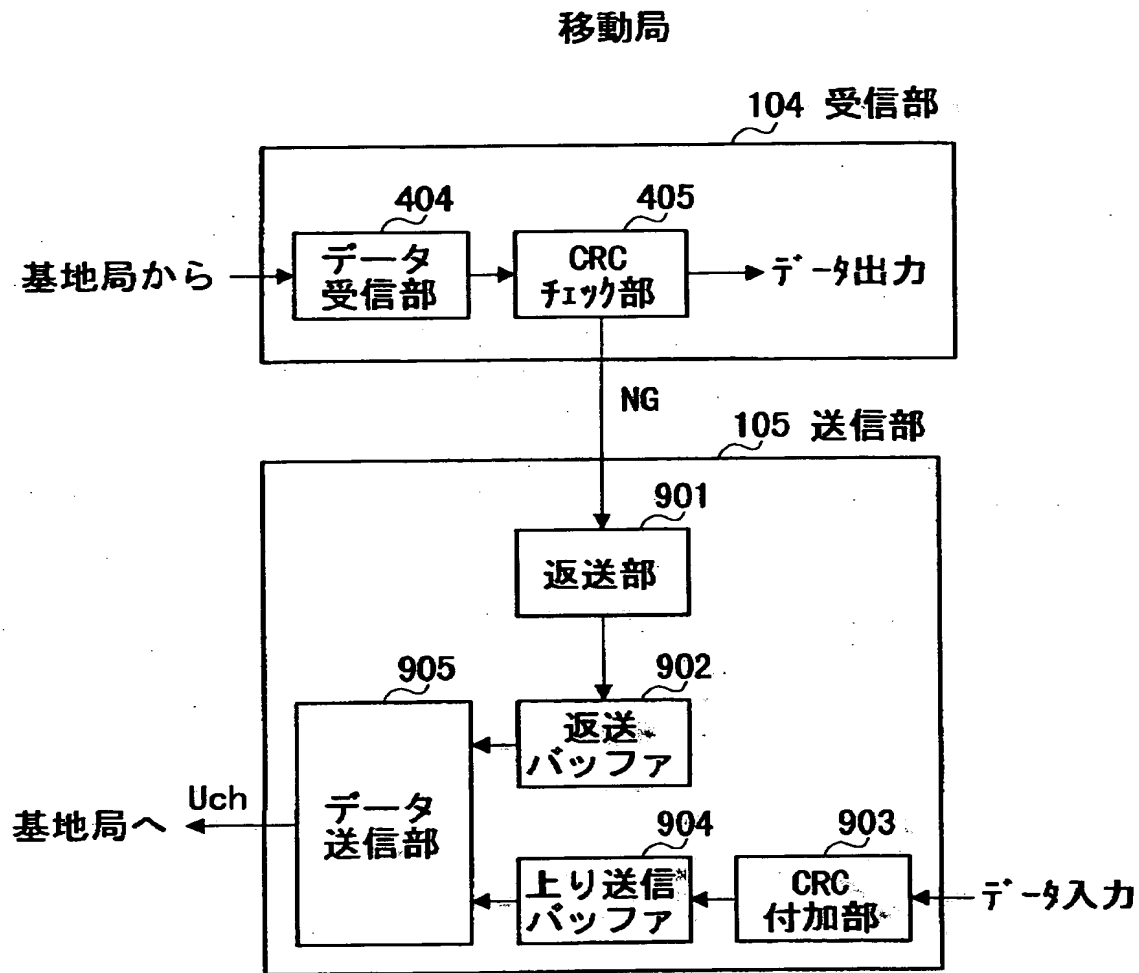 移動局
104 受信部
404
405
基地局から
データ
受信部
CRC
チェック部
データ出力
NG
105 送信部
901
返送部
902
905
返送
バッファ
Uch
基地局へ
データ
送信部
904
903
上り送信
バッファ
CRC
付加部
データ入力